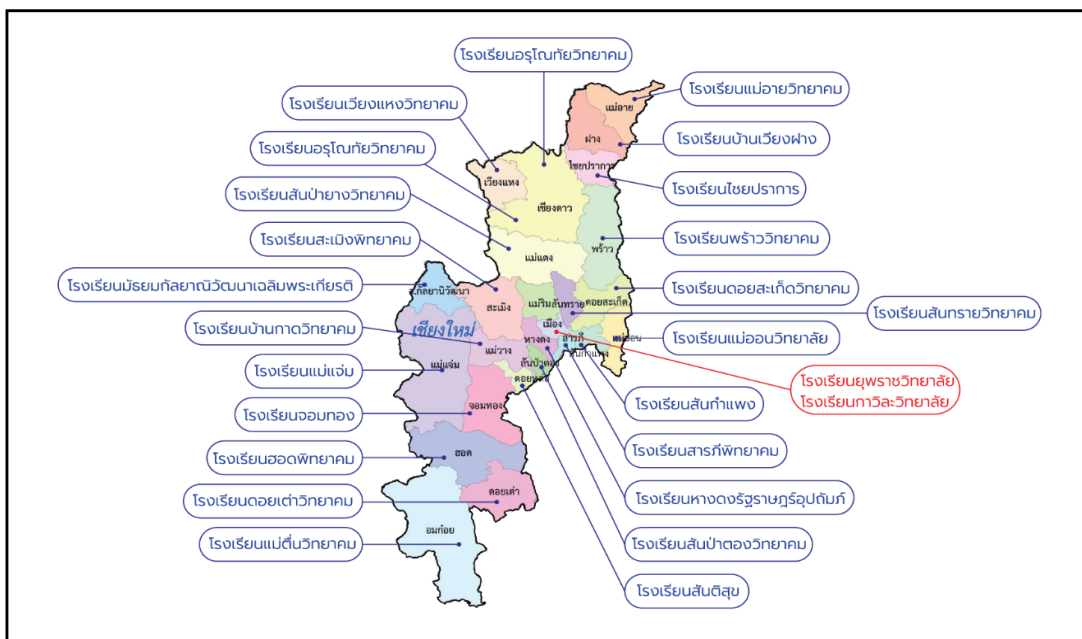 โรงเรียนอรุโณทัยวิทยาคม
โรงเรียนแม่อายวิทยาคม
โรงเรียนเวียงแหงวิทยาคม
แม่อาย
โรงเรียนบ้านเวียงฝาง
ฝาง
โรงเรียนอรุโณทัยวิทยาคม
ไชยปราการ
โรงเรียนไชยปราการ
เวียงแหง
โรงเรียนสันป่ายางวิทยาคม
เชียงดาว
โรงเรียนสะเมิงพิทยาคม
โรงเรียนพร้าววิทยาคม
พร้าว
แม่แตง
โรงเรียนมัธยมกัลยาณิวัฒนาเฉลิมพระเกียรติ
อ.กัลยานิวัฒนา
โรงเรียนดอยสะเก็ดวิทยาคม
สะเมิง
แม่ริม
สันทราย
ดอยสะเก็ด
โรงเรียนสันทรายวิทยาคม
โรงเรียนบ้านกาดวิทยาคม
เชียงใหม่
เมือง
หางดง
สารภี
แม่ออน
โรงเรียนแม่ออนวิทยาลัย
แม่วาง
สันกำแพง
สันป่าตอง
โรงเรียนแม่แจ่ม
แม่แจ่ม
ดอยหล่อ
โรงเรียนยุพราชวิทยาลัย
โรงเรียนกาวิละวิทยาลัย
โรงเรียนจอมทอง
จอมทอง
โรงเรียนสันกำแพง
โรงเรียนฮอดพิทยาคม
ฮอด
โรงเรียนสารภีพิทยาคม
โรงเรียนดอยเต่าวิทยาคม
ดอยเต่า
โรงเรียนหางดงรัฐราษฎร์อุปถัมภ์
อมก๋อย
โรงเรียนแม่ตื่นวิทยาคม
โรงเรียนสันป่าตองวิทยาคม
โรงเรียนสันติสุข